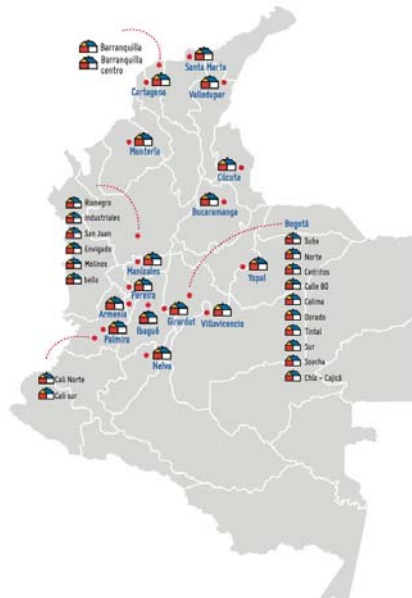 Barranquilla
Barranquilla
centro
Santa Marta
Cartagena
Valledupar
Montería
Cúcuta
Bucaramanga
Rionegro
Industriales
San Juan
Envigado
Molinos
bello
Bogotá
Suba
Norte
Cedritos
Calle 80
Calima
Dorado
Tintal
Sur
Soacha
Chía - Cajicá
Manizales
Yopal
Pereira
Armenia
Ibagué
Girardot
Villavicencio
Palmira
Neiva
Cali Norte
Cali sur